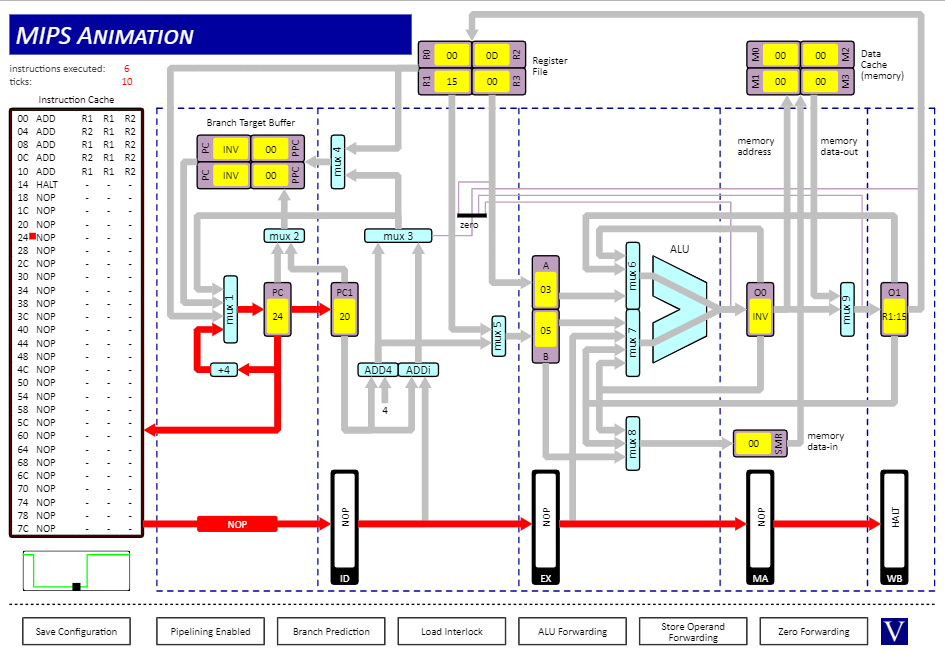 MIPS ANIMATION
instructions executed: 6
ticks: 10
Instruction Cache
00 ADD R1 R1 R2
04 ADD R2 R1 R2
08 ADD R1 R1 R2
0C ADD R2 R1 R2
10 ADD R1 R1 R2
14 HALT - - -
18 NOP - - -
1C NOP - - -
20 NOP - - -
24 NOP - - -
28 NOP - - -
2C NOP - - -
30 NOP - - -
34 NOP - - -
38 NOP - - -
3C NOP - - -
40 NOP - - -
44 NOP - - -
48 NOP - - -
4C NOP - - -
50 NOP - - -
54 NOP - - -
58 NOP - - -
5C NOP - - -
60 NOP - - -
64 NOP - - -
68 NOP - - -
6C NOP - - -
70 NOP - - -
74 NOP - - -
78 NOP - - -
7C NOP - - -
R0 00 0D R2
R1 15 00 R3
Register
File
M0 00 00 M2
M1 00 00 M3
Data
Cache
(memory)
Branch Target Buffer
PC INV 00 PPC
PC INV 00 PPC
mux 4
memory
address
memory
data-out
zero
mux 2
mux 3
mux 1
PC
24
PC1
20
+4
ADD4
ADDi
4
mux 5
A
03
05
B
mux 6
mux 7
ALU
O0
INV
mux 9
O1
R1:15
mux 8
00 SMR
memory
data-in
NOP
NOP
ID
NOP
EX
NOP
MA
HALT
WB
Save Configuration
Pipelining Enabled
Branch Prediction
Load Interlock
ALU Forwarding
Store Operand
Forwarding
Zero Forwarding
V